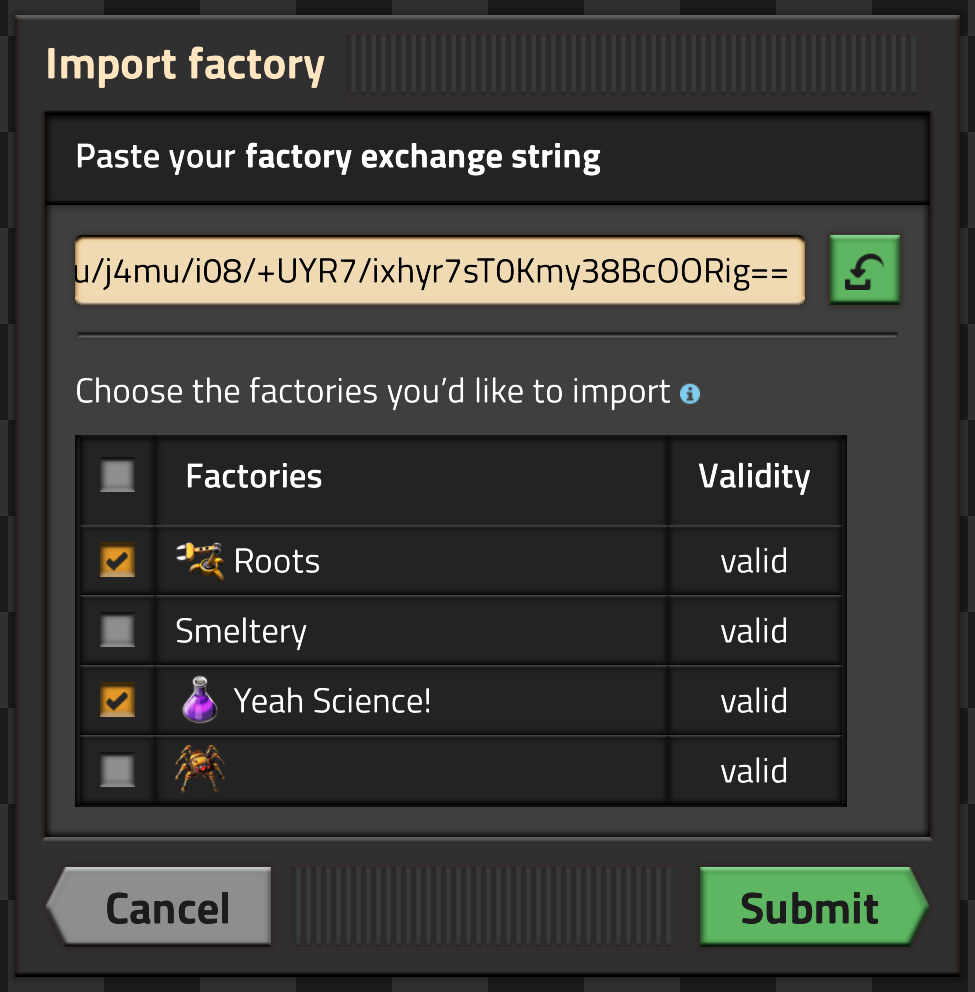 Import factory
Paste your factory exchange string
u/j4mu/i08/+UYR7/ixhyr7sT0Kmy38BcOORig==
Choose the factories you'd like to import
Factories Validity
Roots valid
Smeltery valid
Yeah Science! valid
valid
Cancel Submit